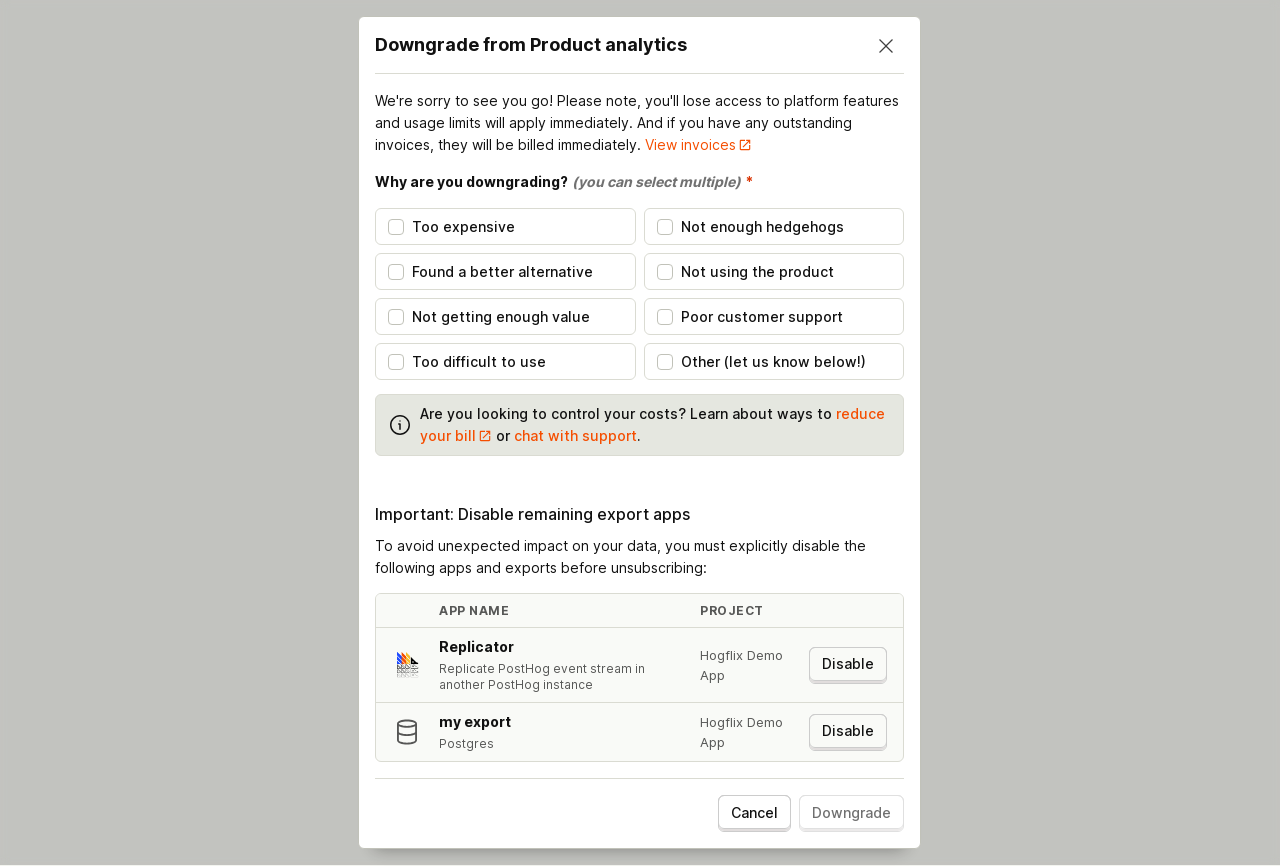 Downgrade from Product analytics
We're sorry to see you go! Please note, you'll lose access to platform features
and usage limits will apply immediately. And if you have any outstanding
invoices, they will be billed immediately. View invoices
Why are you downgrading? (you can select multiple) *
Too expensive
Not enough hedgehogs
Found a better alternative
Not using the product
Not getting enough value
Poor customer support
Too difficult to use
Other (let us know below!)
Are you looking to control your costs? Learn about ways to reduce
your bill or chat with support.
Important: Disable remaining export apps
To avoid unexpected impact on your data, you must explicitly disable the
following apps and exports before unsubscribing:
APP NAME PROJECT
Replicator
Replicate PostHog event stream in
another PostHog instance
Hogflix Demo
App
Disable
my export
Postgres
Hogflix Demo
App
Disable
Cancel Downgrade